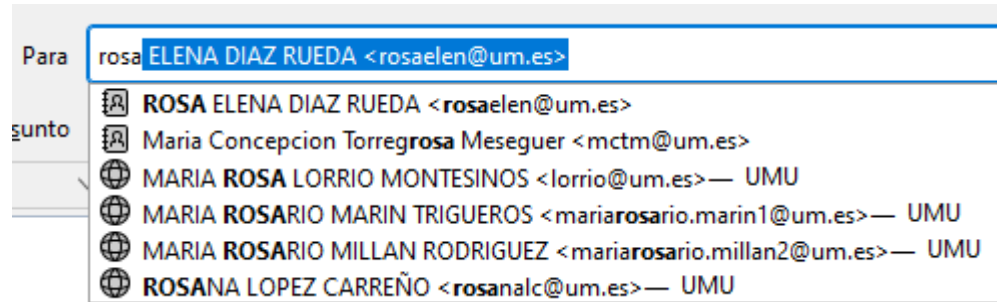 Para rosa ELENA DIAZ RUEDA <rosaelen@um.es>
ROSA ELENA DIAZ RUEDA <rosaelen@um.es>
sunto Maria Concepcion Torregrosa Meseguer <mctm@um.es>
MARIA ROSA LORRIO MONTESINOS <lorrio@um.es>— UMU
MARIA ROSARIO MARIN TRIGUEROS <mariarosario.marin1@um.es>— UMU
MARIA ROSARIO MILLAN RODRIGUEZ <mariarosario.millan2@um.es>— UMU
ROSANA LOPEZ CARREÑO <rosanalc@um.es>— UMU